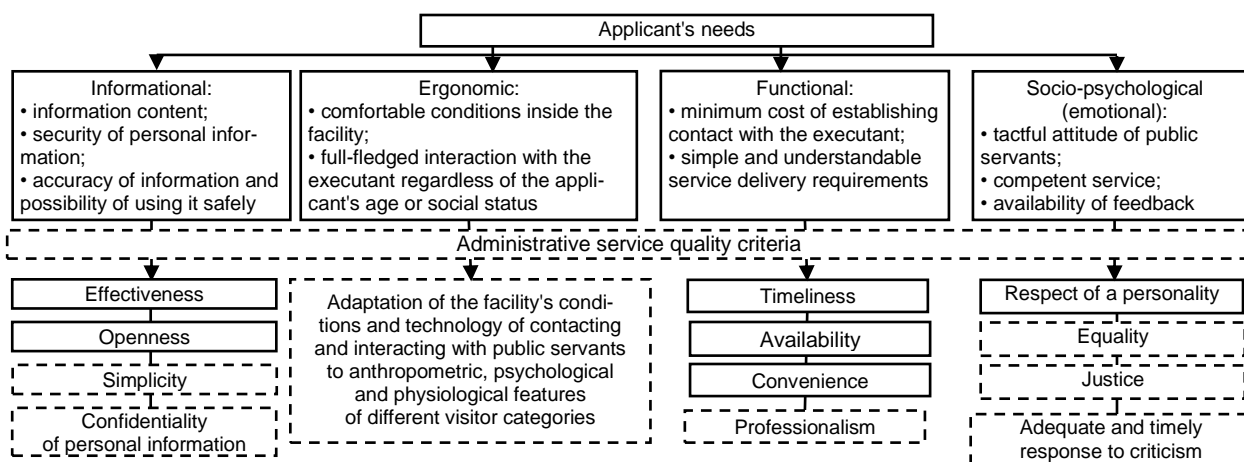 Applicant's needs
Informational:
• information content;
• security of personal infor-
mation;
• accuracy of information and
possibility of using it safely
Ergonomic:
• comfortable conditions inside the
facility;
• full-fledged interaction with the
executant regardless of the appli-
cant's age or social status
Functional:
• minimum cost of establishing
contact with the executant;
• simple and understandable
service delivery requirements
Socio-psychological
(emotional):
• tactful attitude of public
servants;
• competent service;
• availability of feedback
Administrative service quality criteria
Effectiveness
Openness
Simplicity
Confidentiality
of personal information
Adaptation of the facility's condi-
tions and technology of contacting
and interacting with public servants
to anthropometric, psychological
and physiological features
of different visitor categories
Timeliness
Availability
Convenience
Professionalism
Respect of a personality
Equality
Justice
Adequate and timely
response to criticism